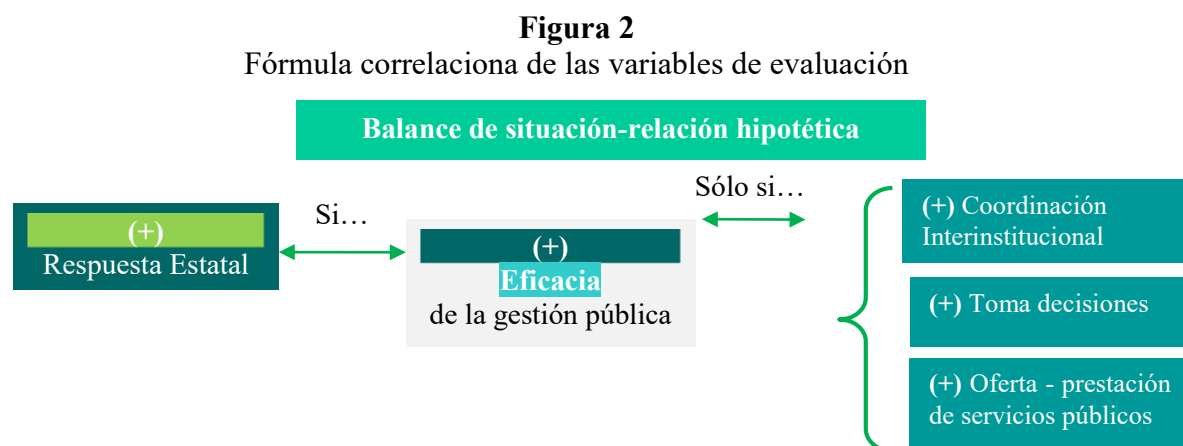 Figura 2
Fórmula correlaciona de las variables de evaluación
Balance de situación-relación hipotética
(+)
Respuesta Estatal
Si…
(+)
Eficacia
de la gestión pública
Sólo si…
(+) Coordinación
Interinstitucional
(+) Toma decisiones
(+) Oferta - prestación
de servicios públicos